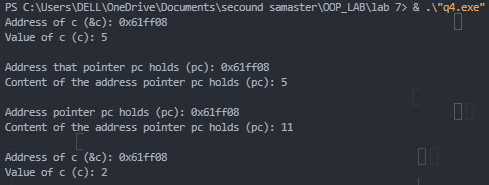 PS C:\Users\DELL\OneDrive\Documents\secound samaster\OOP_LAB\lab 7> & .\"q4.exe"
Address of c (&c): 0x61ff08
Value of c (c): 5
Address that pointer pc holds (pc): 0x61ff08
Content of the address pointer pc holds (pc): 5
Address pointer pc holds (pc): 0x61ff08
Content of the address pointer pc holds (pc): 11
Address of c (&c): 0x61ff08
Value of c (c): 2